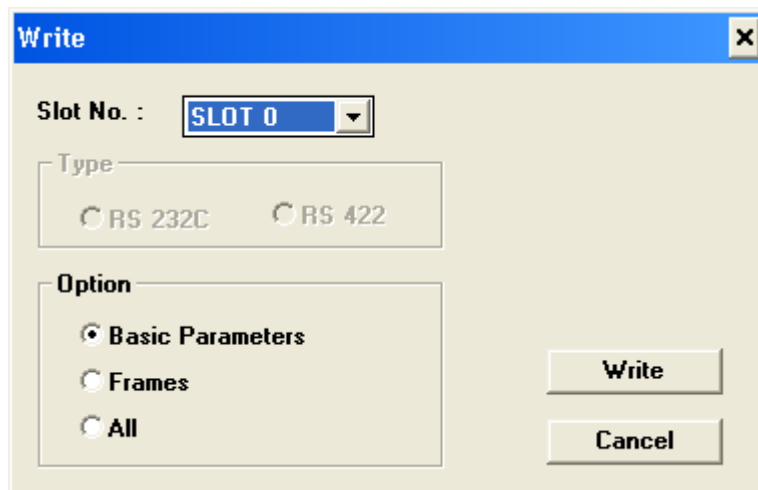 Write
Slot No. : SLOT 0
Type
RS 232C RS 422
Option
Basic Parameters
Frames
All
Write
Cancel